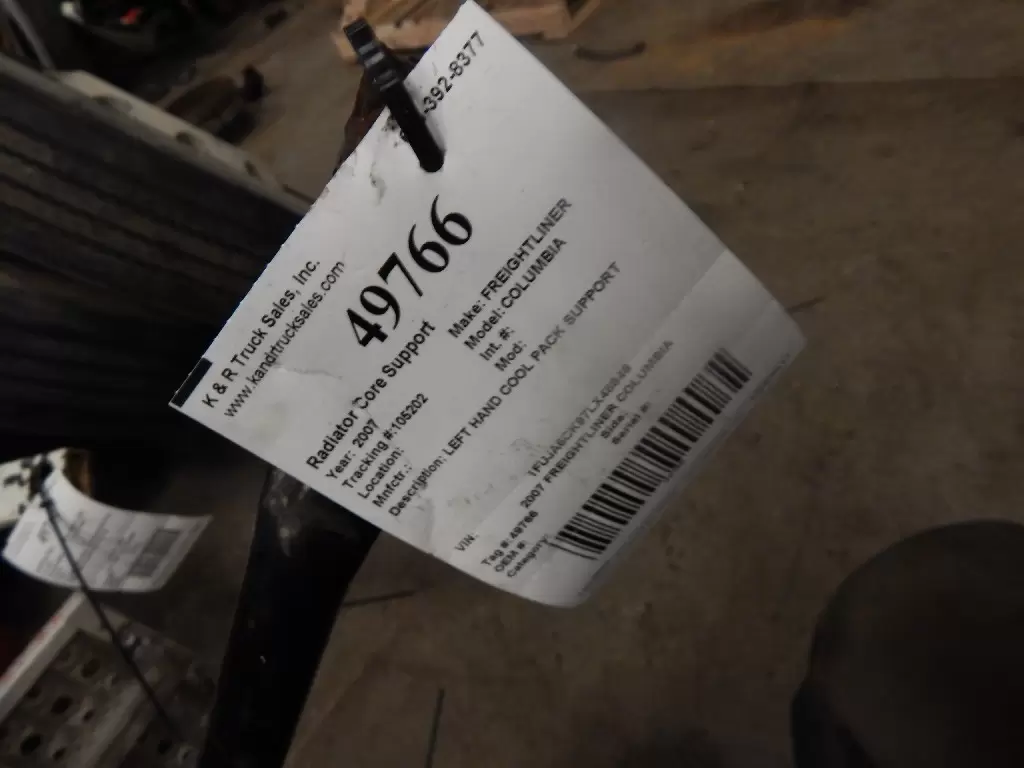 K & R Truck Sales, Inc.
www.kandrtrucksales.com
-392-8377
49766
Radiator Core Support
Year: 2007
Tracking #:105202
Location:
Mnfctr.:
Description: LEFT HAND COOL PACK SUPPORT
Make: FREIGHTLINER
Model: COLUMBIA
Int. #:
Mod:
VIN:
2007 FREIGHTLINER COLUMBIA
Tag #: 49766
OEM #:
Category:
Side:
Serial #: